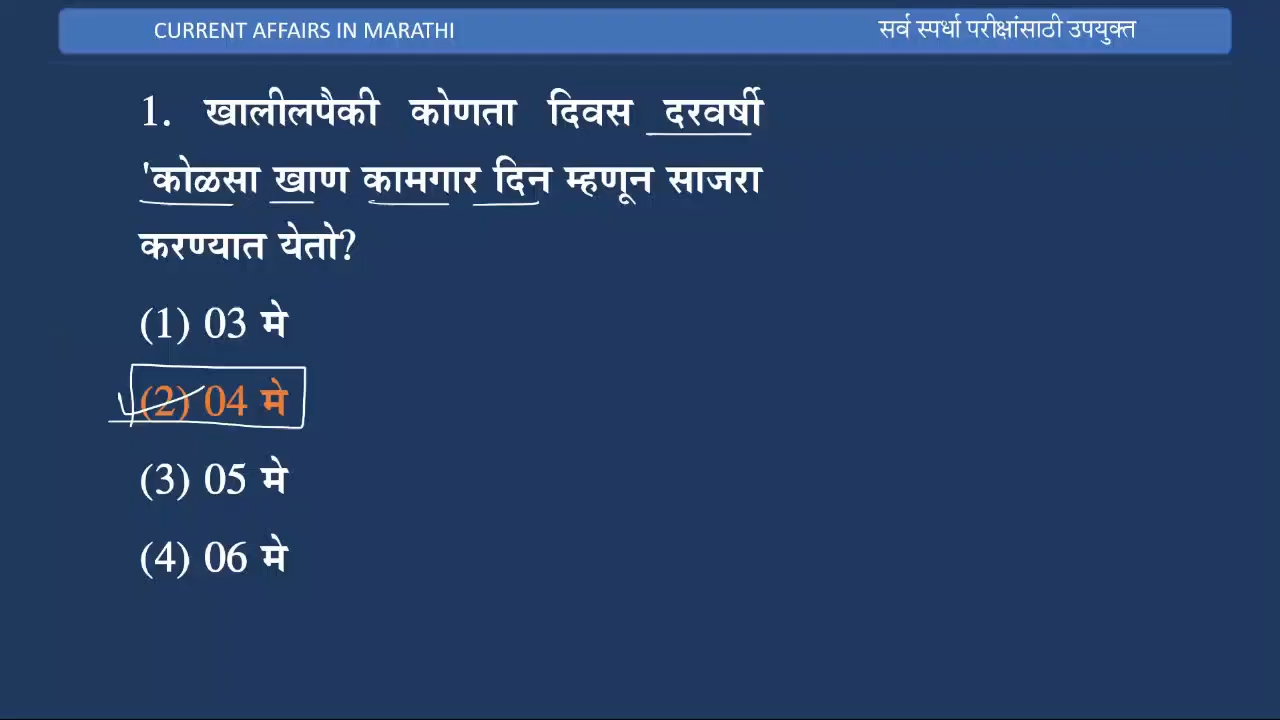 CURRENT AFFAIRS IN MARATHI
सर्व स्पर्धा परीक्षांसाठी उपयुक्त
1. खालीलपैकी कोणता दिवस दरवर्षी
'कोळसा खाण कामगार दिन म्हणून साजरा
करण्यात येतो?
(1) 03 मे
(2) 04 मे
(3) 05 मे
(4) 06 मे